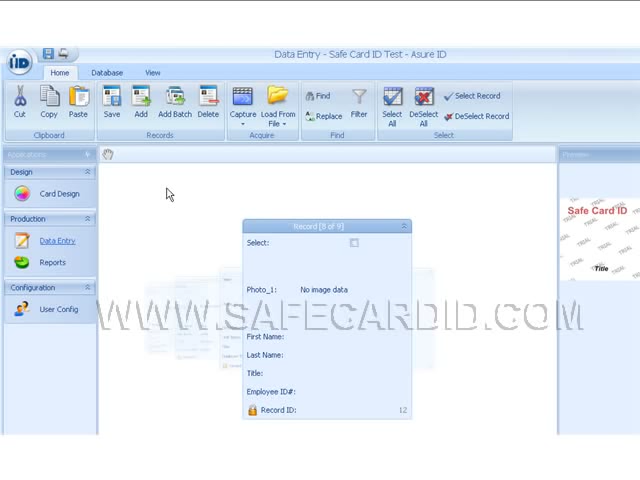 Data Entry - Safe Card ID Test - Asure ID
iID
Home Database View
Cut Copy Paste Save Add Add Batch Delete Capture Load From File Find Replace Filter Select All DeSelect All Select Record DeSelect Record
Clipboard Records Acquire Find Select
Applications
Preview
Design
Card Design
Production
Data Entry
Reports
Configuration
User Config
Record [8 of 9]
Select:
Photo_1: No image data
First Name:
Last Name:
Title:
Employee ID#:
Record ID: 12
Safe Card ID
TRIAL TRIAL TRIAL
Title
WWW.SAFECARDID.COM